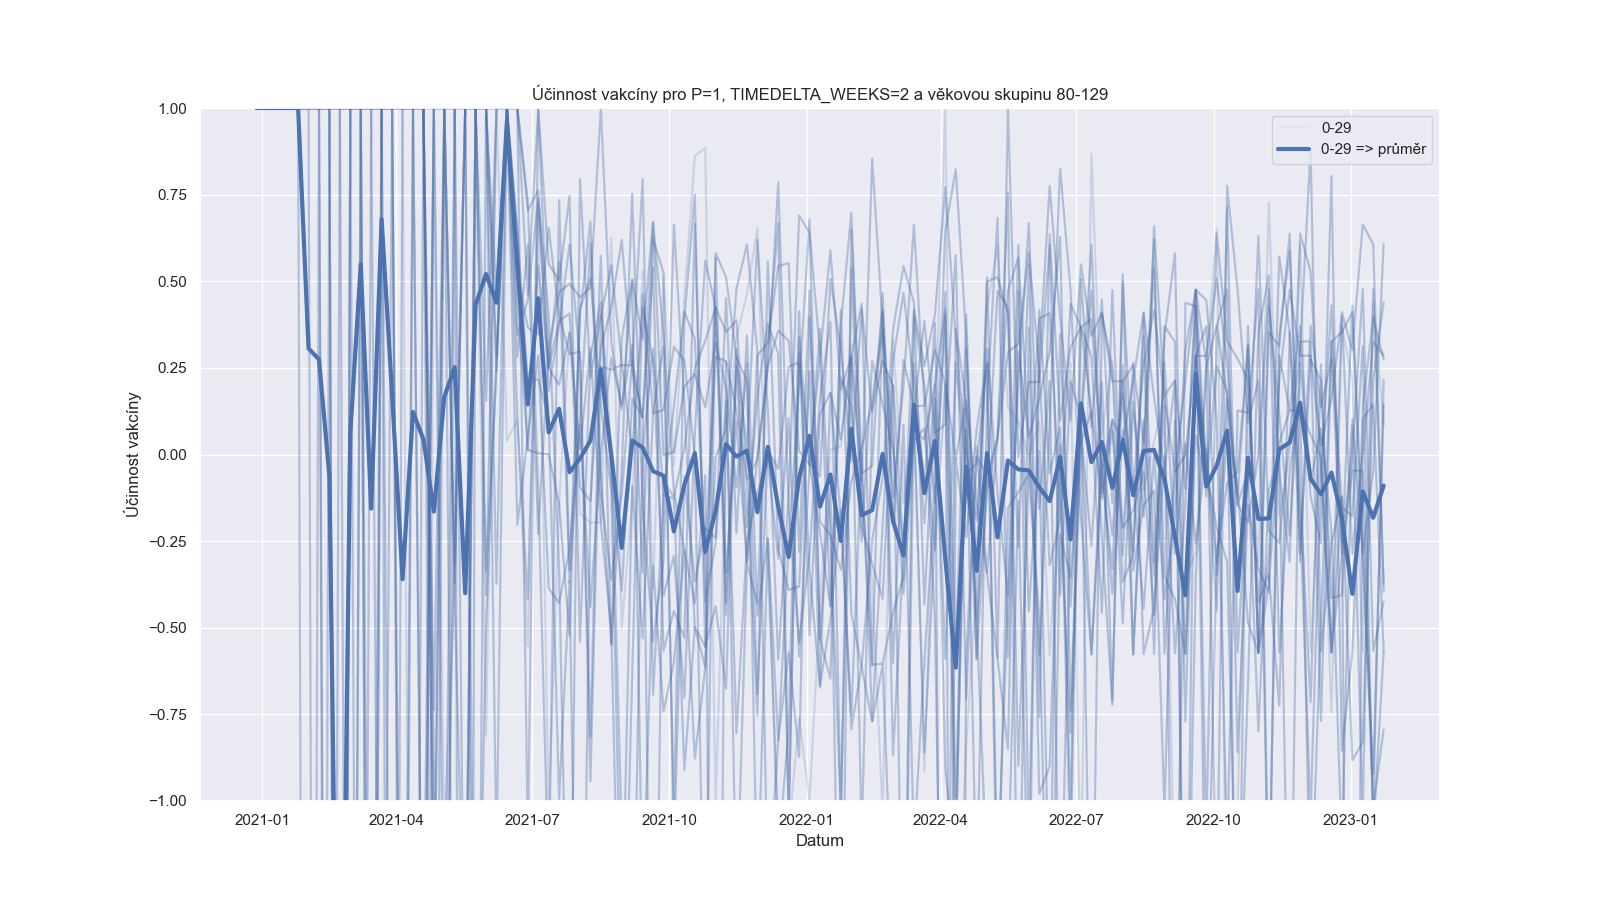 Účinnost vakcíny pro P=1, TIMEDELTA_WEEKS=2 a věkovou skupinu 80-129
0-29
0-29 => průměr
Účinnost vakcíny
1.00
0.75
0.50
0.25
0.00
−0.25
−0.50
−0.75
−1.00
2021-01 2021-04 2021-07 2021-10 2022-01 2022-04 2022-07 2022-10 2023-01
Datum